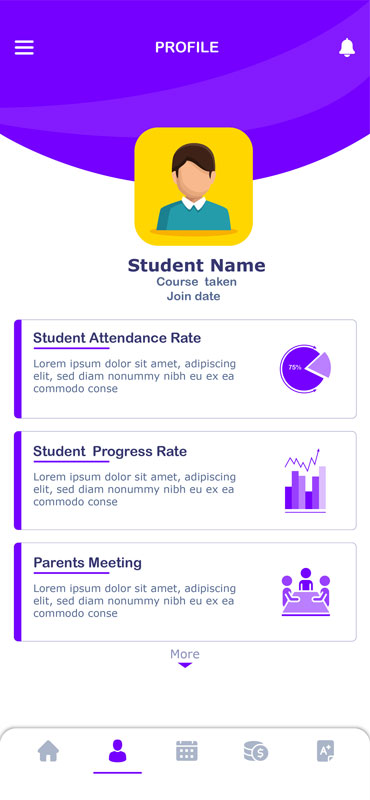 PROFILE
Student Name
Course taken
Join date
Student Attendance Rate
Lorem ipsum dolor sit amet, adipiscing
elit, sed diam nonummy nibh eu ex ea
commodo conse
75%
Student Progress Rate
Lorem ipsum dolor sit amet, adipiscing
elit, sed diam nonummy nibh eu ex ea
commodo conse
Parents Meeting
Lorem ipsum dolor sit amet, adipiscing
elit, sed diam nonummy nibh eu ex ea
commodo conse
More
$
A+